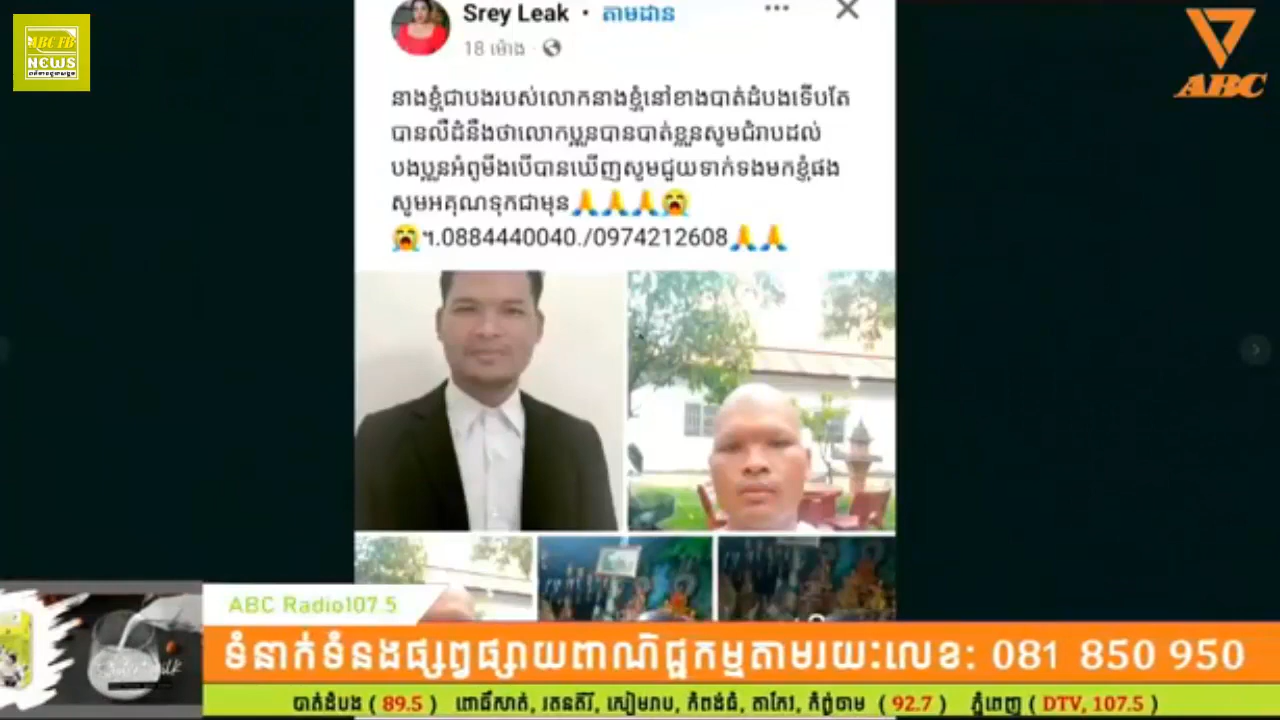 ABC FB
NEWS
Srey Leak · តាមដាន
18 ម៉ោង ·
ABC
នាងខ្ញុំជាបងរបស់លោកនាងខ្ញុំនៅខាងបាត់ដំបងទើបតែ
បានលឺដំនឹងថាលោកប្អូនបានបាត់ខ្លួនសូមជំរាបដល់
បងប្អូនអំពូមីងបើបានឃើញសូមជួយទាក់ទងមកខ្ញុំផង
សូមអគុណទុកជាមុន🙏🙏🙏😭
😭។.0884440040./0974212608🙏🙏
ABC Radio107.5
ទំនាក់ទំនងផ្សព្វផ្សាយពាណិជ្ជកម្មតាមរយៈលេខ: 081 850 950
បាត់ដំបង ( 89.5 ) ពោធិ៍សាត់, រតនគិរី, សៀមរាប, កំពង់ធំ, តាកែវ, កំពង់ចាម ( 92.7 ) ភ្នំពេញ ( DTV, 107.5 )